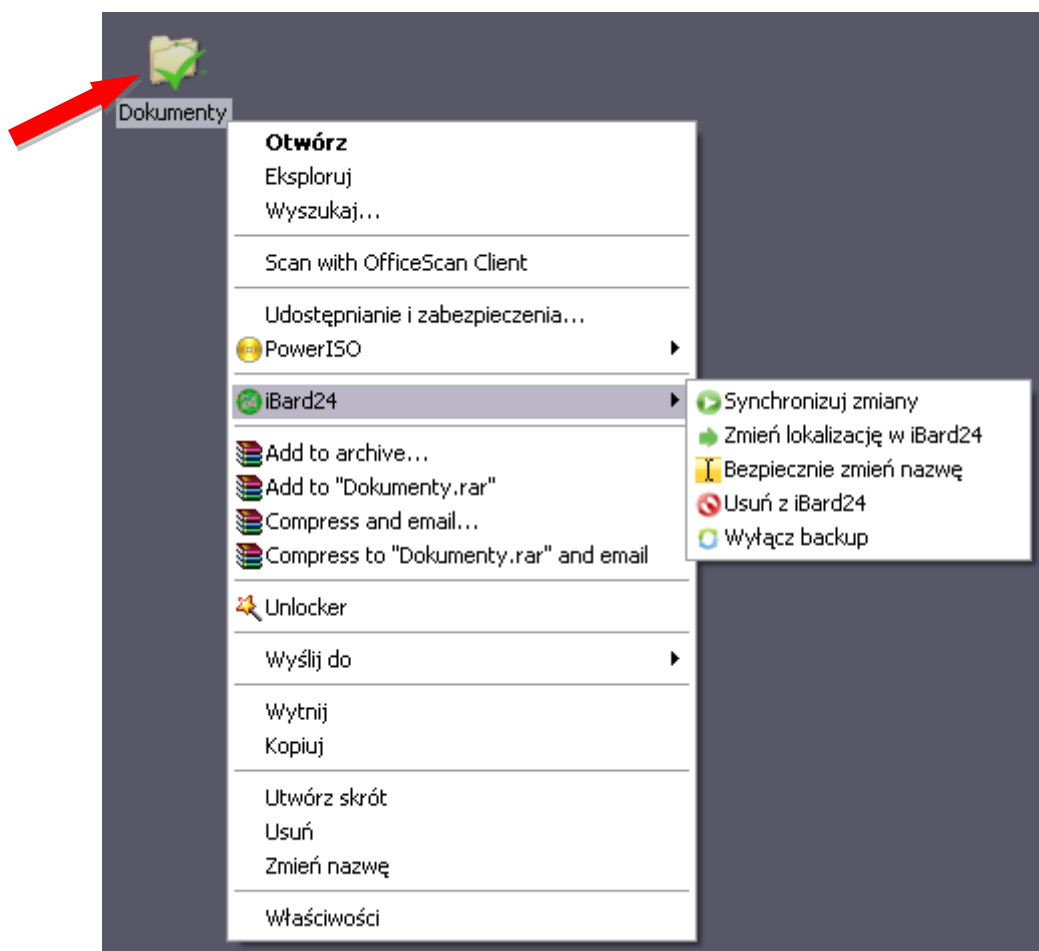 Dokumenty
Otwórz
Eksploruj
Wyszukaj...
Scan with OfficeScan Client
Udostępnianie i zabezpieczenia...
PowerISO
iBard24
Synchronizuj zmiany
Zmień lokalizację w iBard24
Bezpiecznie zmień nazwę
Usuń z iBard24
Wyłącz backup
Add to archive...
Add to "Dokumenty.rar"
Compress and email...
Compress to "Dokumenty.rar" and email
Unlocker
Wyślij do
Wytnij
Kopiuj
Utwórz skrót
Usuń
Zmień nazwę
Właściwości